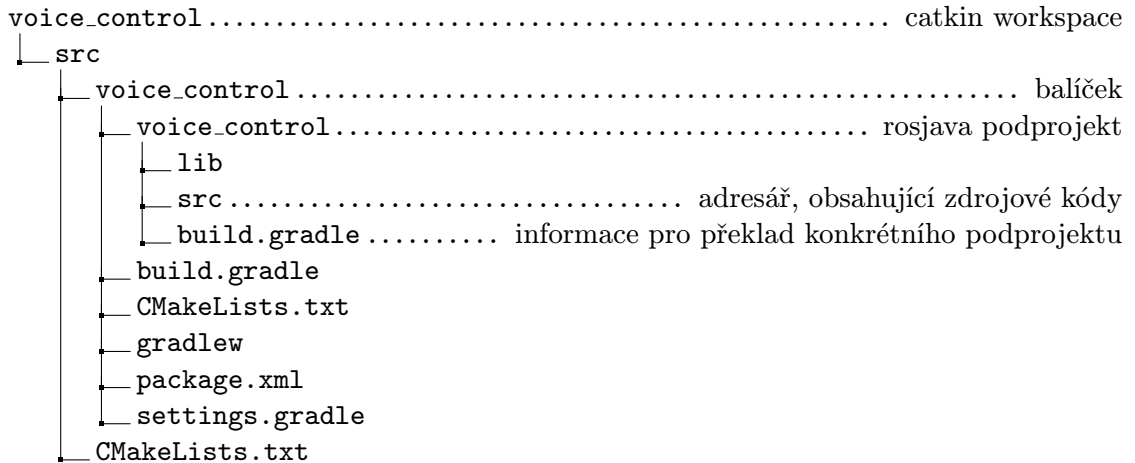 voice_control ................................................... catkin workspace
src
voice_control ...................................................... balíček
voice_control ........................................ rosjava podprojekt
lib
src .................................. adresář, obsahující zdrojové kódy
build.gradle .......... informace pro překlad konkrétního podprojektu
build.gradle
CMakeLists.txt
gradlew
package.xml
settings.gradle
CMakeLists.txt